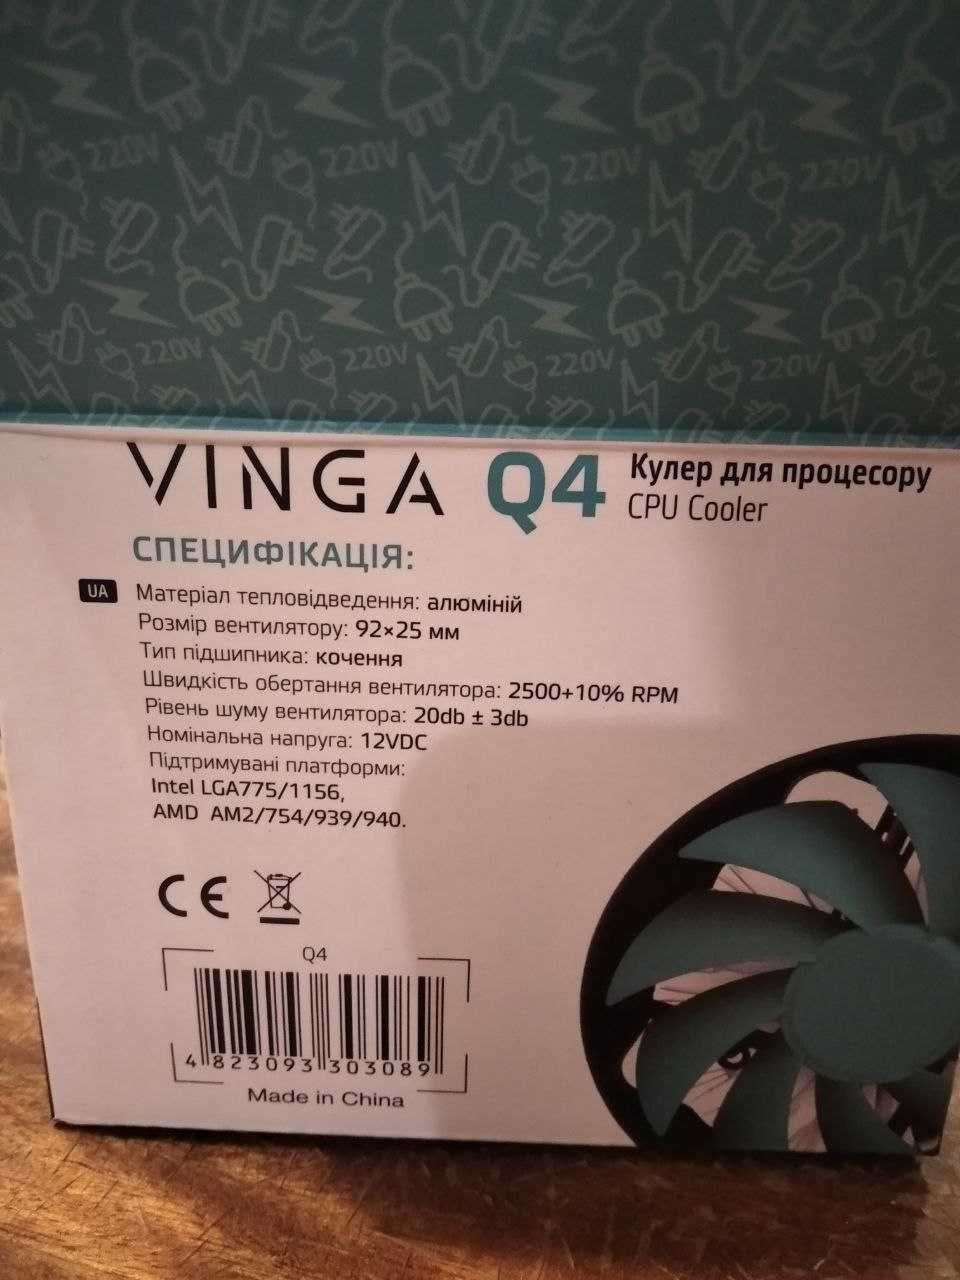 220V 220V 220V 220V
220V 220V 220V 220V
VINGA Q4 Кулер для процесору
CPU Cooler
СПЕЦИФІКАЦІЯ:
UA Матеріал тепловідведення: алюміній
Розмір вентилятору: 92×25 мм
Тип підшипника: кочення
Швидкість обертання вентилятора: 2500+10% RPM
Рівень шуму вентилятора: 20db ± 3db
Номінальна напруга: 12VDC
Підтримувані платформи:
Intel LGA775/1156,
AMD AM2/754/939/940.
CE
Q4
4 823093 303089
Made in China